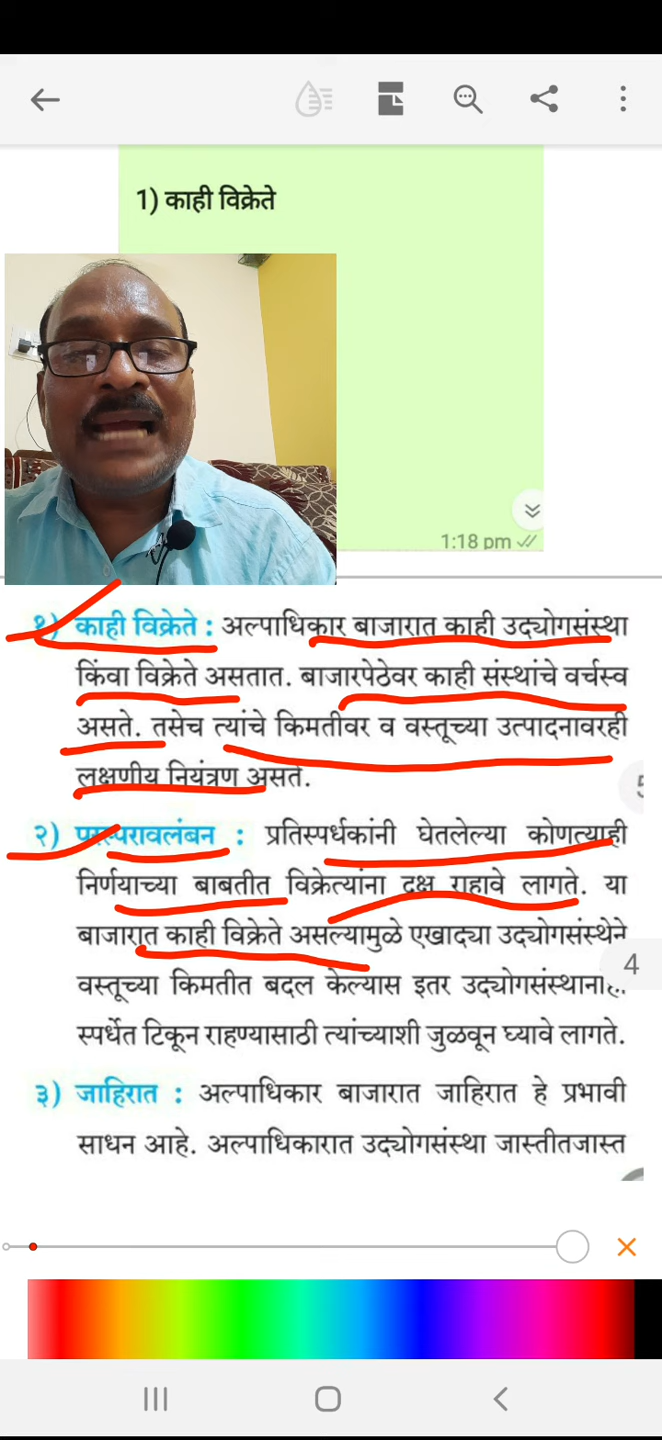 1) काही विक्रेते
1:18 pm
१) काही विक्रेते : अल्पाधिकार बाजारात काही उद्योगसंस्था
किंवा विक्रेते असतात. बाजारपेठेवर काही संस्थांचे वर्चस्व
असते. तसेच त्यांचे किमतीवर व वस्तूच्या उत्पादनावरही
लक्षणीय नियंत्रण असते.
5
२) परस्परावलंबन : प्रतिस्पर्धकांनी घेतलेल्या कोणत्याही
निर्णयाच्या बाबतीत विक्रेत्यांना दक्ष राहावे लागते. या
बाजारात काही विक्रेते असल्यामुळे एखाद्या उद्योगसंस्थेने
4
वस्तूच्या किमतीत बदल केल्यास इतर उद्योगसंस्थानाही
स्पर्धेत टिकून राहण्यासाठी त्यांच्याशी जुळवून घ्यावे लागते.
३) जाहिरात : अल्पाधिकार बाजारात जाहिरात हे प्रभावी
साधन आहे. अल्पाधिकारात उद्योगसंस्था जास्तीतजास्त